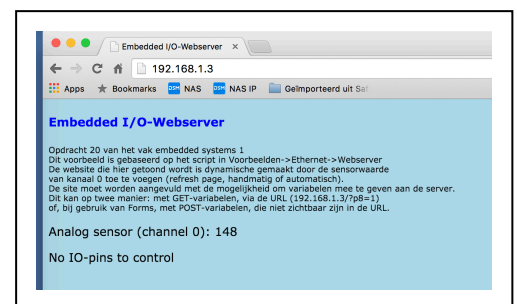 Embedded I/O-Webserver
192.168.1.3
Apps Bookmarks DSM NAS DSM NAS IP Geïmporteerd uit Saf
Embedded I/O-Webserver
Opdracht 20 van het vak embedded systems 1
Dit voorbeeld is gebaseerd op het script in Voorbeelden->Ethernet->Webserver
De website die hier getoond wordt is dynamische gemaakt door de sensorwaarde
van kanaal 0 toe te voegen (refresh page, handmatig of automatisch).
De site moet worden aangevuld met de mogelijkheid om variabelen mee te geven aan de server.
Dit kan op twee manier: met GET-variabelen, via de URL (192.168.1.3/?p8=1)
of, bij gebruik van Forms, met POST-variabelen, die niet zichtbaar zijn in de URL.
Analog sensor (channel 0): 148
No IO-pins to control